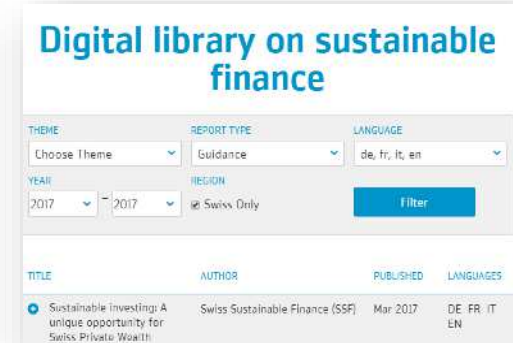 Digital library on sustainable
finance
THEME REPORT TYPE LANGUAGE
Choose Theme Guidance de, fr, it, en
YEAR REGION
2017 - 2017 Swiss Only Filter
TITLE AUTHOR PUBLISHED LANGUAGES
Sustainable investing: A Swiss Sustainable Finance (SSF) Mar 2017 DE FR IT
unique opportunity for EN
Swiss Private Wealth